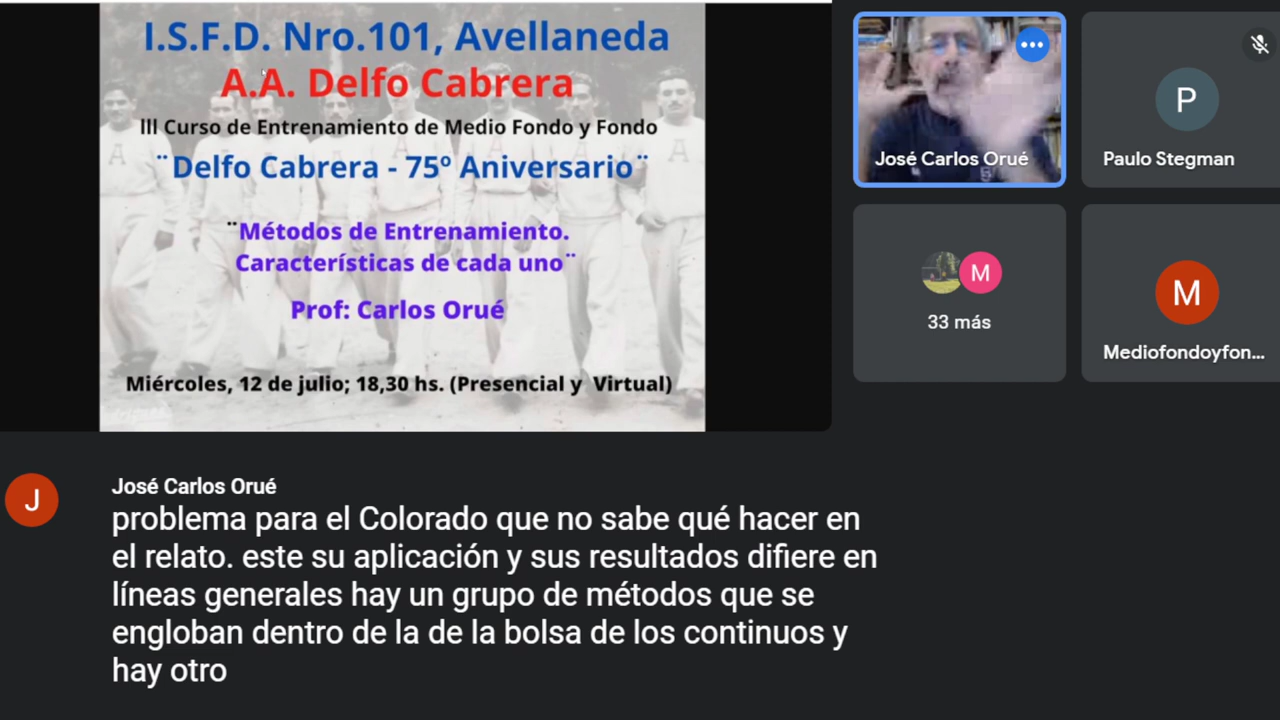 I.S.F.D. Nro.101, Avellaneda
A.A. Delfo Cabrera
III Curso de Entrenamiento de Medio Fondo y Fondo
¨Delfo Cabrera - 75º Aniversario¨
¨Métodos de Entrenamiento.
Características de cada uno¨
Prof: Carlos Orué
Miércoles, 12 de julio; 18,30 hs. (Presencial y Virtual)
A
A
A
José Carlos Orué
P
Paulo Stegman
M
33 más
M
Mediofondoyfon...
J
José Carlos Orué
problema para el Colorado que no sabe qué hacer en
el relato. este su aplicación y sus resultados difiere en
líneas generales hay un grupo de métodos que se
engloban dentro de la de la bolsa de los continuos y
hay otro